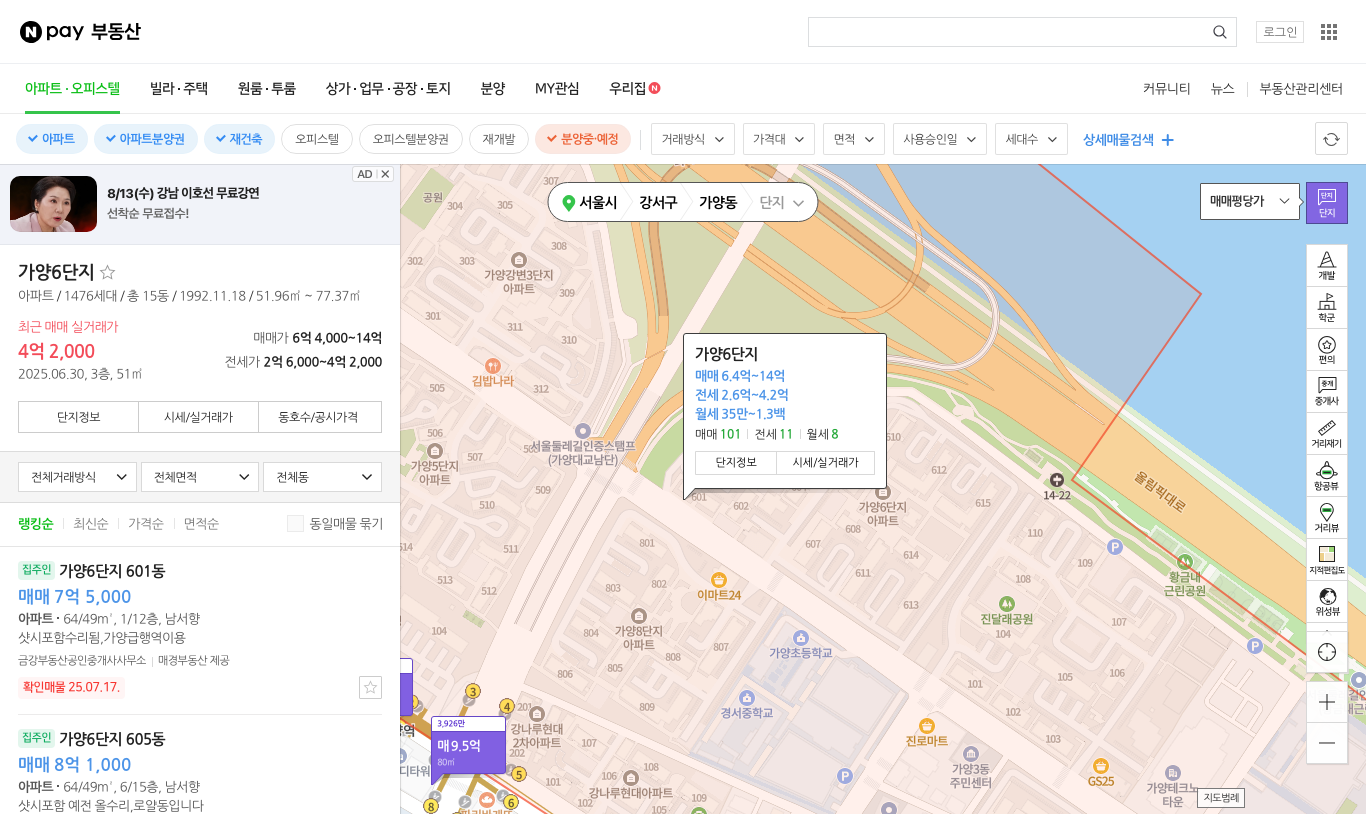 N pay 부동산
로그인
아파트·오피스텔 빌라·주택 원룸·투룸 상가·업무·공장·토지 분양 MY관심 우리집 N
커뮤니티 뉴스 부동산관리센터
아파트 아파트분양권 재건축 오피스텔 오피스텔분양권 재개발 분양중·예정 거래방식 가격대 면적 사용승인일 세대수 상세매물검색
AD
8/13(수) 강남 이호선 무료강연
선착순 무료접수!
가양6단지
아파트 / 1476세대 / 총 15동 / 1992.11.18 / 51.96㎡ ~ 77.37㎡
최근 매매 실거래가
4억 2,000
2025.06.30, 3층, 51㎡
매매가 6억 4,000~14억
전세가 2억 6,000~4억 2,000
단지정보 시세/실거래가 동호수/공시가격
전체거래방식 전체면적 전체동
랭킹순 최신순 가격순 면적순 동일매물 묶기
집주인 가양6단지 601동
매매 7억 5,000
아파트 · 64/49m², 1/12층, 남서향
샷시포함수리됨,가양급행역이용
금강부동산공인중개사사무소 매경부동산 제공
확인매물 25.07.17.
집주인 가양6단지 605동
매매 8억 1,000
아파트 · 64/49m², 6/15층, 남서향
샷시포함 예전 올수리,로얄동입니다
서울시 강서구 가양동 단지
매매평당가
단지
단지
개발
학군
편의
중개
중개사
거리재기
항공뷰
거리뷰
지적편집도
위성뷰
공원
304
305
307
308
302
303
가양강변3단지
아파트
309
301
311
310
김밥나라
312
505
506
507
가양5단지
아파트
508
서울둘레길인증스탬프
(가양대교남단)
509
510
511
512
513
514
가양6단지
매매 6.4억~14억
전세 2.6억~4.2억
월세 35만~1.3백
매매 101 전세 11 월세 8
단지정보 시세/실거래가
610
601
602
612
615
가양6단지
아파트
608
607
611
613
614
606
14-22
올림픽대로
P
황금내
근린공원
801
803
802
이마트24
가양8단지
아파트
804
807
808
805
104
가양초등학교
경서중학교
진달래공원
104
108
109
110
107
105
106
101
102
103
P
3
4
5
6
8
201
202
강나루현대
2차아파트
107
106
105
102
강나루현대아파트
3,926만
매 9.5억
80㎡
디타워
P
진로마트
가양3동
주민센터
GS25
가양테크노
타운
지도범례